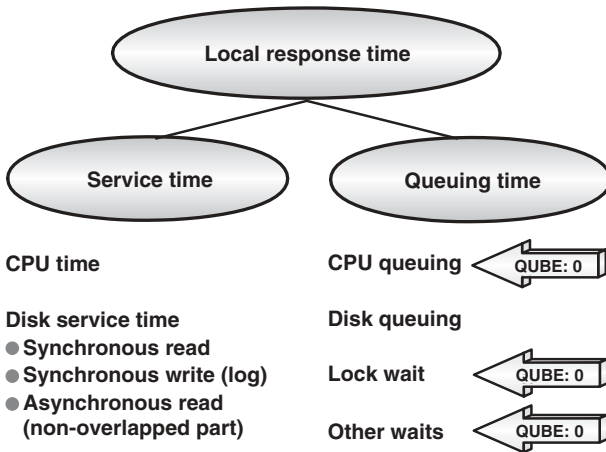 Local response time
Service time
Queuing time
CPU time
Disk service time
Synchronous read
Synchronous write (log)
Asynchronous read
(non-overlapped part)
CPU queuing
QUBE: 0
Disk queuing
Lock wait
QUBE: 0
Other waits
QUBE: 0